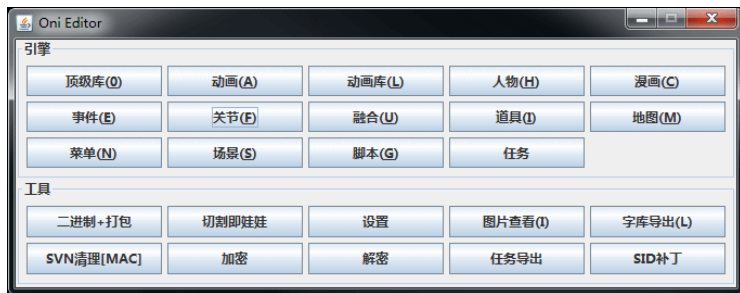 Oni Editor
引擎
顶级库(0) 动画(A) 动画库(L) 人物(H) 漫画(C)
事件(E) 关节(F) 融合(U) 道具(I) 地图(M)
菜单(N) 场景(S) 脚本(G) 任务
工具
二进制+打包 切割即娃娃 设置 图片查看(I) 字库导出(L)
SVN清理[MAC] 加密 解密 任务导出 SID补丁